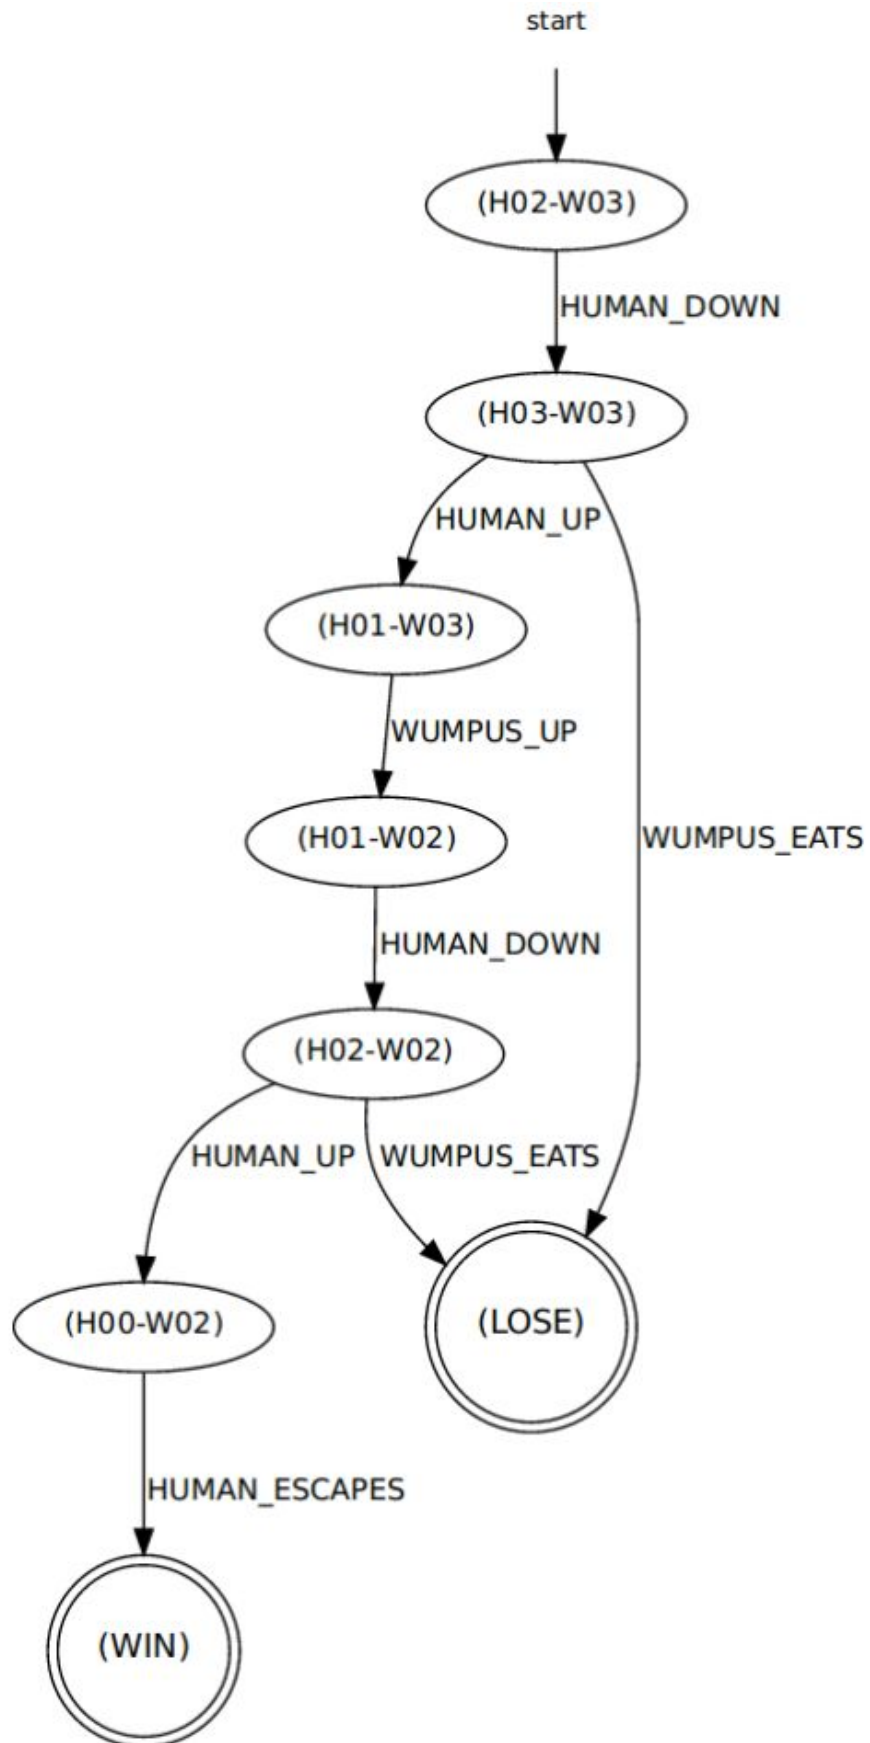 start
(H02-W03)
HUMAN_DOWN
(H03-W03)
HUMAN_UP
(H01-W03)
WUMPUS_UP
(H01-W02)
WUMPUS_EATS
HUMAN_DOWN
(H02-W02)
HUMAN_UP
WUMPUS_EATS
(H00-W02)
(LOSE)
HUMAN_ESCAPES
(WIN)